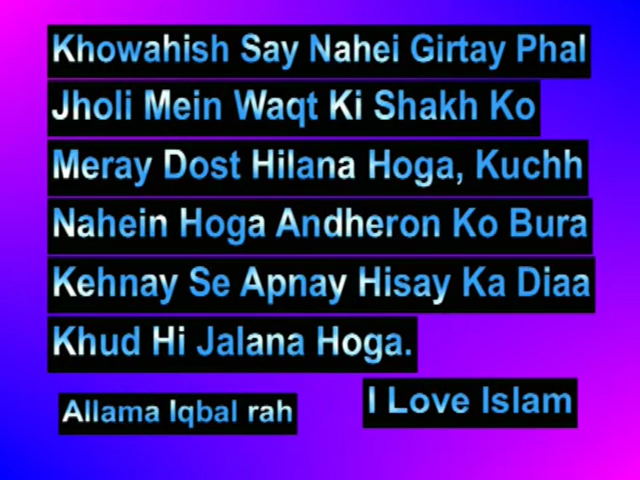 Khowahish Say Nahei Girtay Phal
Jholi Mein Waqt Ki Shakh Ko
Meray Dost Hilana Hoga, Kuchh
Nahein Hoga Andheron Ko Bura
Kehnay Se Apnay Hisay Ka Diaa
Khud Hi Jalana Hoga.
Allama Iqbal rah
I Love Islam